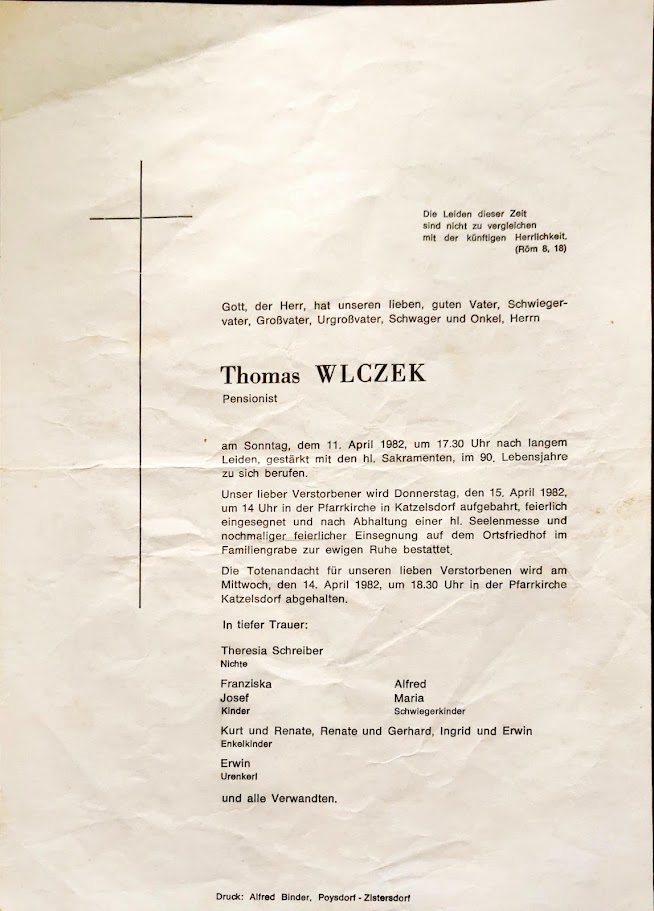 Die Leiden dieser Zeit
sind nicht zu vergleichen
mit der künftigen Herrlichkeit.
(Röm 8, 18)
Gott, der Herr, hat unseren lieben, guten Vater, Schwieger-
vater, Großvater, Urgroßvater, Schwager und Onkel, Herrn
Thomas WLCZEK
Pensionist
am Sonntag, dem 11. April 1982, um 17.30 Uhr nach langem
Leiden, gestärkt mit den hl. Sakramenten, im 90. Lebensjahre
zu sich berufen.
Unser lieber Verstorbener wird Donnerstag, den 15. April 1982,
um 14 Uhr in der Pfarrkirche in Katzelsdorf aufgebahrt, feierlich
eingesegnet und nach Abhaltung einer hl. Seelenmesse und
nochmaliger feierlicher Einsegnung auf dem Ortsfriedhof im
Familiengrabe zur ewigen Ruhe bestattet.
Die Totenandacht für unseren lieben Verstorbenen wird am
Mittwoch, den 14. April 1982, um 18.30 Uhr in der Pfarrkirche
Katzelsdorf abgehalten.
In tiefer Trauer:
Theresia Schreiber
Nichte
Franziska Alfred
Josef Maria
Kinder Schwiegerkinder
Kurt und Renate, Renate und Gerhard, Ingrid und Erwin
Enkelkinder
Erwin
Urenkerl
und alle Verwandten.
Druck: Alfred Binder, Poysdorf - Zistersdorf